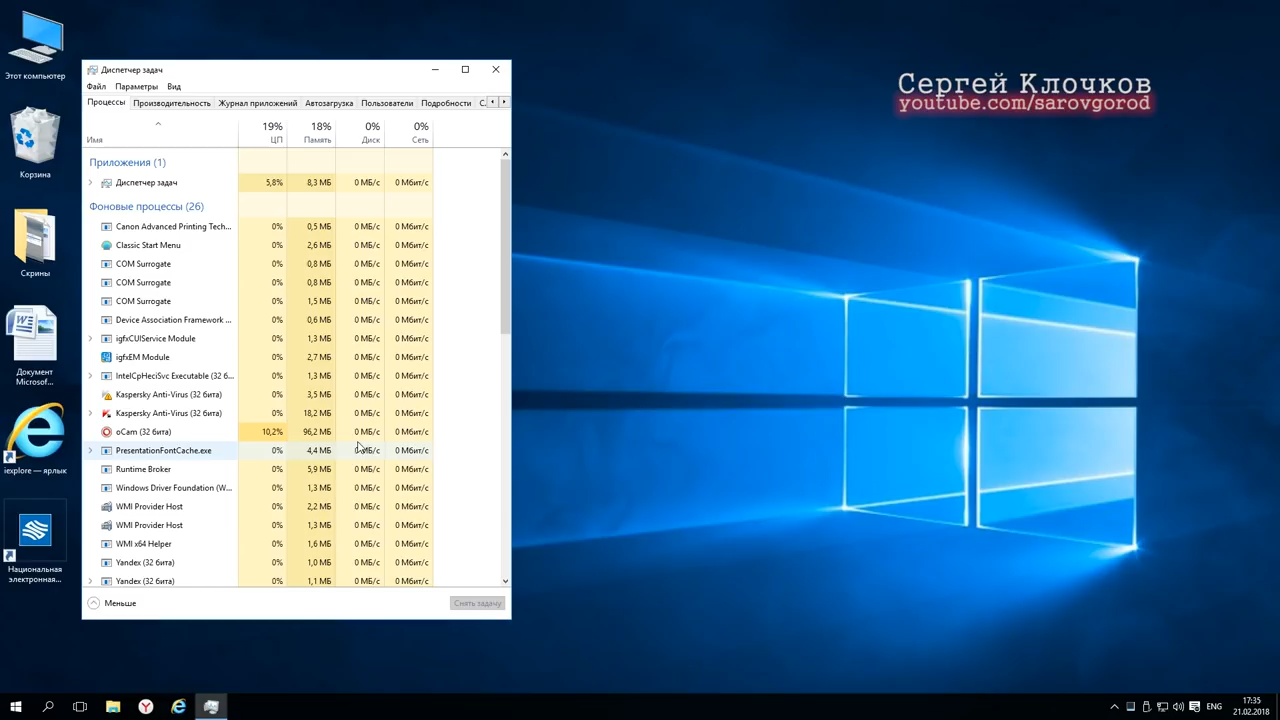 Этот компьютер
Корзина
Скрины
Документ
Microsof...
iexplore — ярлык
Национальная
электронная...
Диспетчер задач
Файл Параметры Вид
Процессы Производительность Журнал приложений Автозагрузка Пользователи Подробности С.
19% 18% 0% 0%
Имя ЦП Память Диск Сеть
Приложения (1)
Диспетчер задач 5,8% 8,3 МБ 0 МБ/с 0 Мбит/с
Фоновые процессы (26)
Canon Advanced Printing Tech... 0% 0,5 МБ 0 МБ/с 0 Мбит/с
Classic Start Menu 0% 2,6 МБ 0 МБ/с 0 Мбит/с
COM Surrogate 0% 0,8 МБ 0 МБ/с 0 Мбит/с
COM Surrogate 0% 0,8 МБ 0 МБ/с 0 Мбит/с
COM Surrogate 0% 1,5 МБ 0 МБ/с 0 Мбит/с
Device Association Framework ... 0% 0,6 МБ 0 МБ/с 0 Мбит/с
igfxCUIService Module 0% 1,3 МБ 0 МБ/с 0 Мбит/с
igfxEM Module 0% 2,7 МБ 0 МБ/с 0 Мбит/с
IntelCpHeciSvc Executable (32 б... 0% 1,3 МБ 0 МБ/с 0 Мбит/с
Kaspersky Anti-Virus (32 бита) 0% 3,5 МБ 0 МБ/с 0 Мбит/с
Kaspersky Anti-Virus (32 бита) 0% 18,2 МБ 0 МБ/с 0 Мбит/с
oCam (32 бита) 10,2% 96,2 МБ 0 МБ/с 0 Мбит/с
PresentationFontCache.exe 0% 4,4 МБ 0 МБ/с 0 Мбит/с
Runtime Broker 0% 5,9 МБ 0 МБ/с 0 Мбит/с
Windows Driver Foundation (W... 0% 1,3 МБ 0 МБ/с 0 Мбит/с
WMI Provider Host 0% 2,2 МБ 0 МБ/с 0 Мбит/с
WMI Provider Host 0% 1,3 МБ 0 МБ/с 0 Мбит/с
WMI x64 Helper 0% 1,6 МБ 0 МБ/с 0 Мбит/с
Yandex (32 бита) 0% 1,0 МБ 0 МБ/с 0 Мбит/с
Yandex (32 бита) 0% 1,1 МБ 0 МБ/с 0 Мбит/с
Меньше Снять задачу
Сергей Клочков
youtube.com/sarovgorod
ENG
17:35
21.02.2018